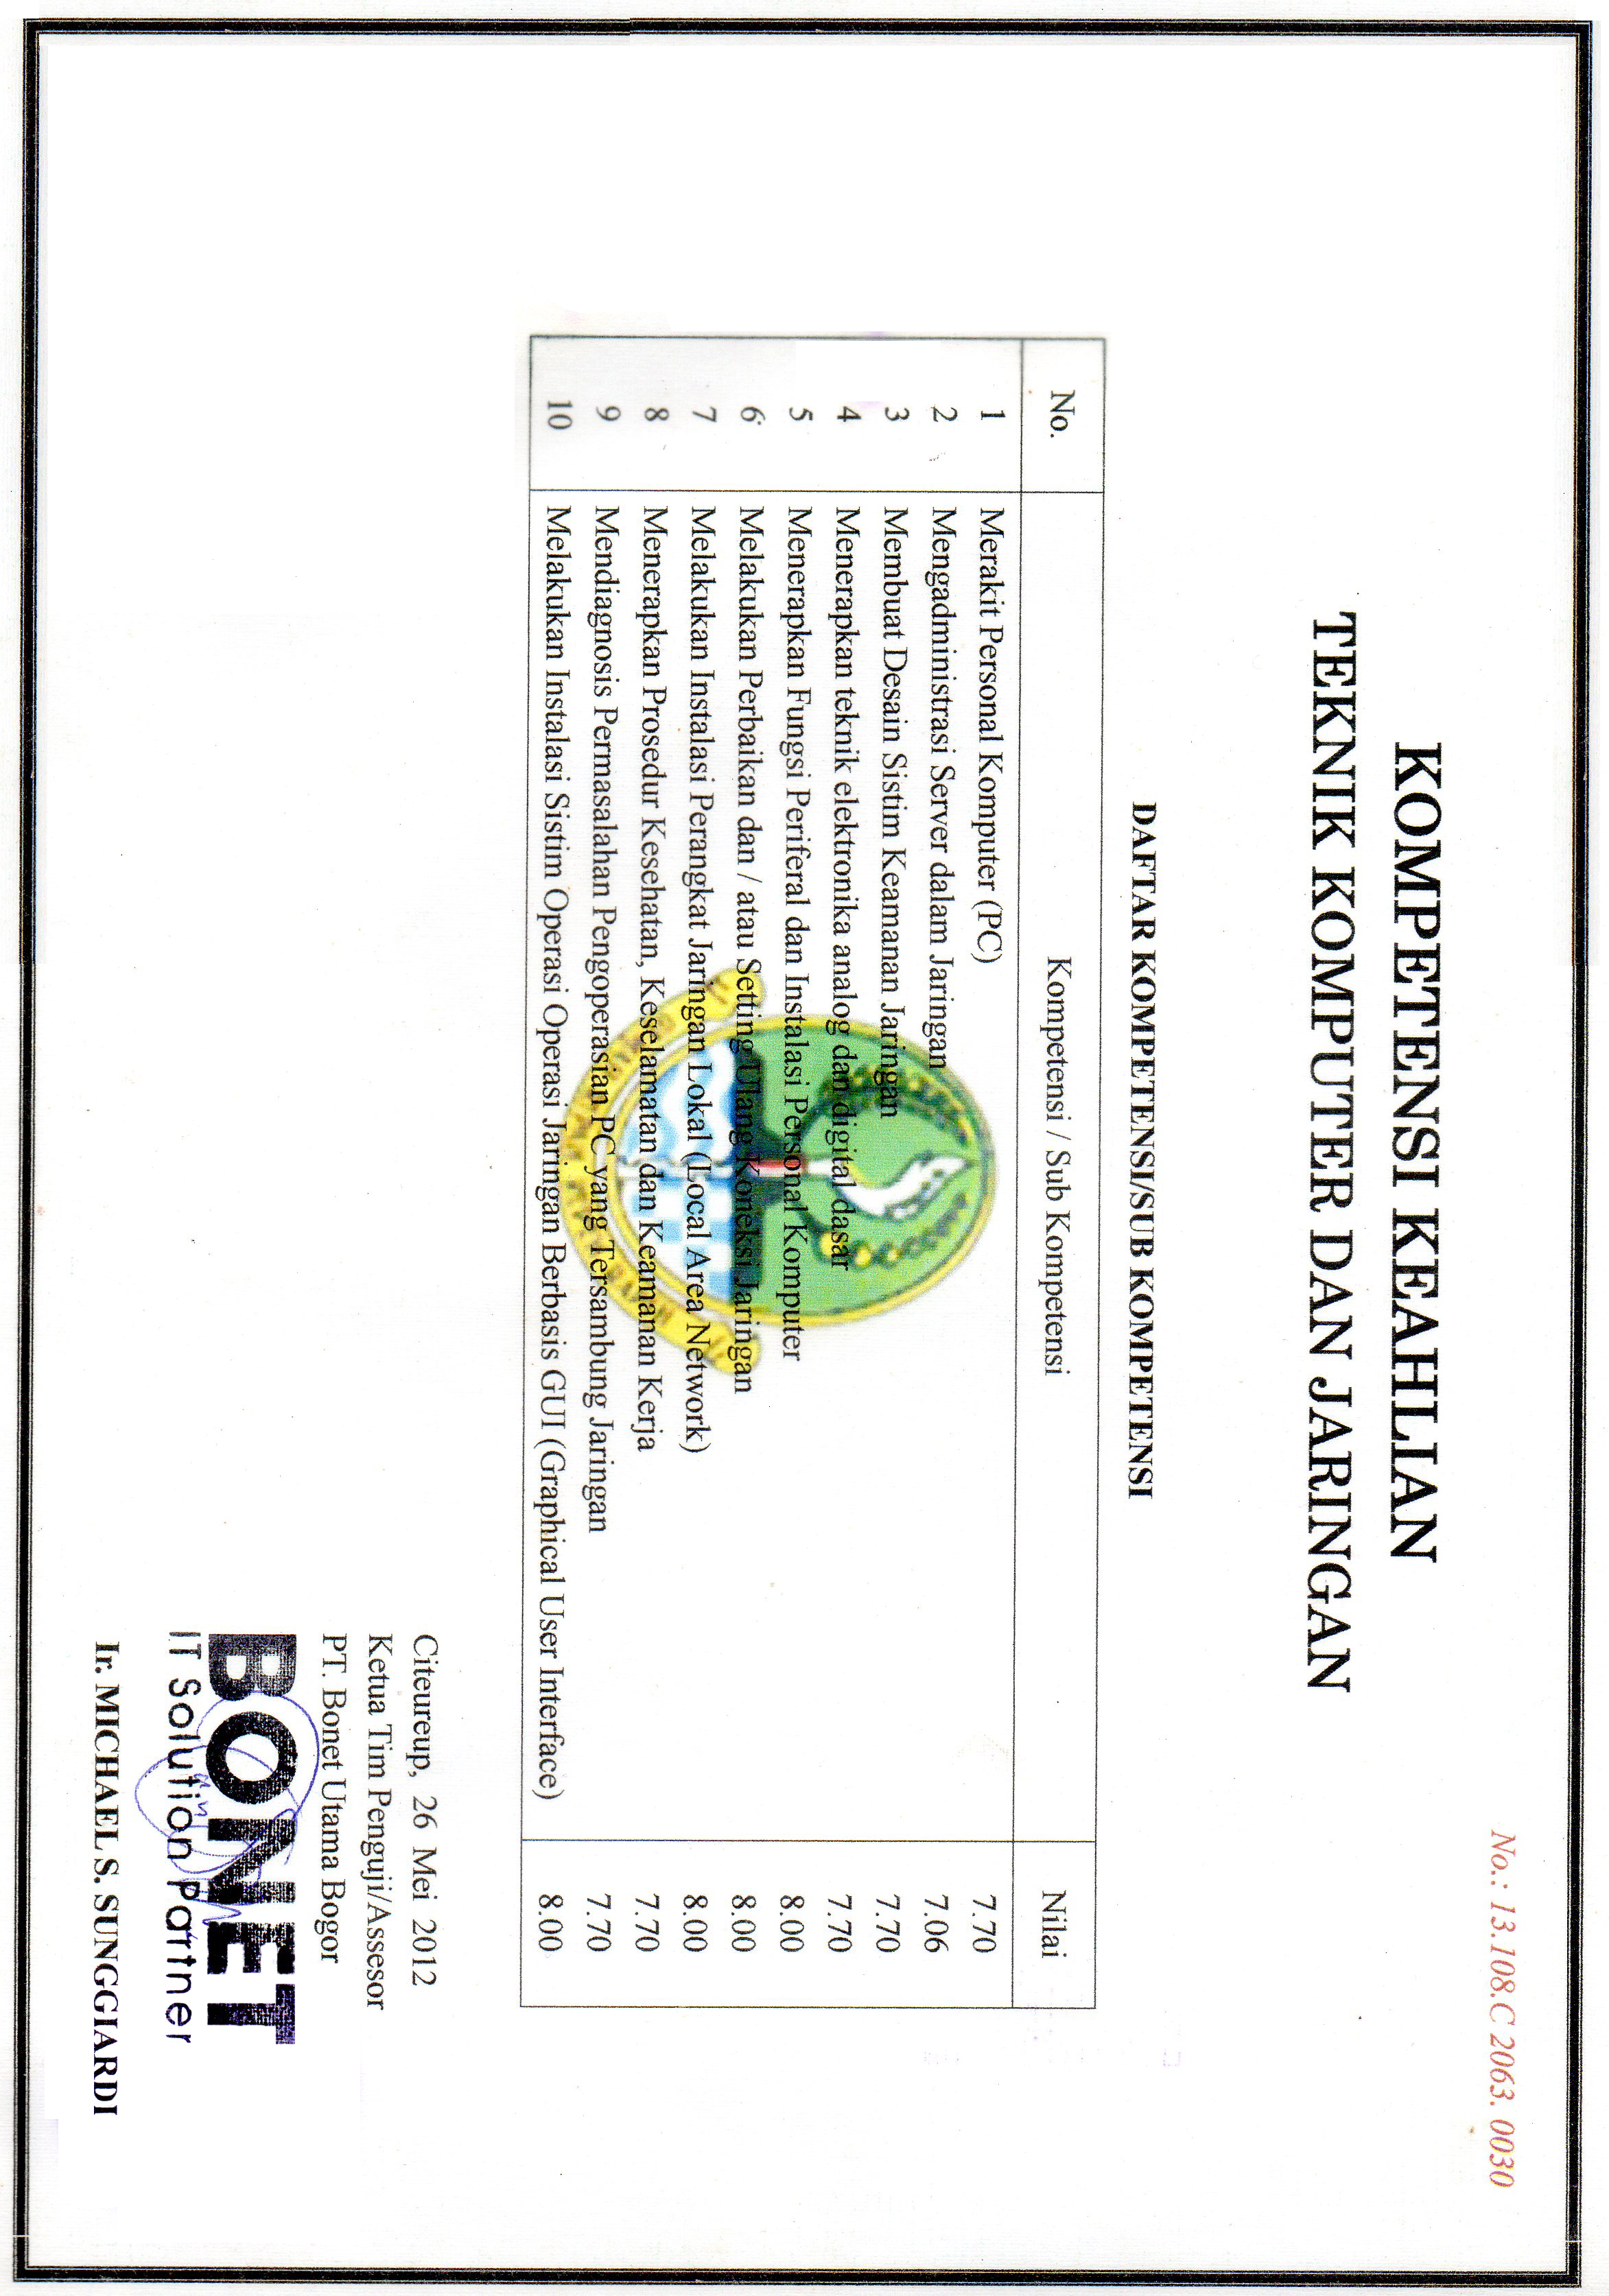 No.: 13.108.C 2063. 0030
KOMPETENSI KEAHLIAN
TEKNIK KOMPUTER DAN JARINGAN
DAFTAR KOMPETENSI/SUB KOMPETENSI
No. Kompetensi / Sub Kompetensi Nilai
1 Merakit Personal Komputer (PC) 7.70
2 Mengadministrasi Server dalam Jaringan 7.06
3 Membuat Desain Sistim Keamanan Jaringan 7.70
4 Menerapkan teknik elektronika analog dan digital dasar 7.70
5 Menerapkan Fungsi Periferal dan Instalasi Personal Komputer 8.00
6 Melakukan Perbaikan dan / atau Setting Ulang Koneksi Jaringan 8.00
7 Melakukan Instalasi Perangkat Jaringan Lokal (Local Area Network) 8.00
8 Menerapkan Prosedur Kesehatan, Keselamatan dan Keamanan Kerja 7.70
9 Mendiagnosis Permasalahan Pengoperasian PC yang Tersambung Jaringan 7.70
10 Melakukan Instalasi Sistim Operasi Operasi Jaringan Berbasis GUI (Graphical User Interface) 8.00
Citeureup, 26 Mei 2012
Ketua Tim Penguji/Assesor
PT. Bonet Utama Bogor
BONET
IT Solution Partner
Ir. MICHAEL S. SUNGGIARDI